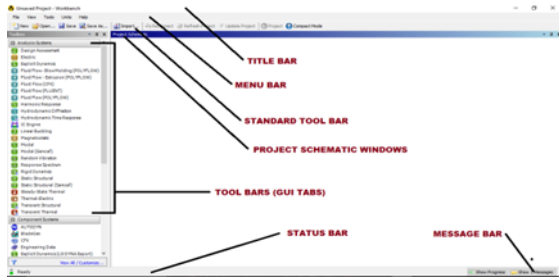 Unsaved Project - Workbench
File View Tools Units Help
New Open... Save Save As... Import... Reconnect Refresh Project Update Project Project Compact Mode
Toolbox
Project Schematic
Analysis Systems
Design Assessment
Electric
Explicit Dynamics
Fluid Flow - Blow Molding (POLYFLOW)
Fluid Flow - Extrusion (POLYFLOW)
Fluid Flow (CFX)
Fluid Flow (FLUENT)
Fluid Flow (POLYFLOW)
Harmonic Response
Hydrodynamic Diffraction
Hydrodynamic Time Response
IC Engine
Linear Buckling
Magnetostatic
Modal
Modal (Samcef)
Random Vibration
Response Spectrum
Rigid Dynamics
Static Structural
Static Structural (Samcef)
Steady-State Thermal
Thermal-Electric
Transient Structural
Transient Thermal
Component Systems
AUTODYN
BladeGen
CFX
Engineering Data
View All / Customize...
Ready
Show Progress
TITLE BAR
MENU BAR
STANDARD TOOL BAR
PROJECT SCHEMATIC WINDOWS
TOOL BARS (GUI TABS)
STATUS BAR
MESSAGE BAR